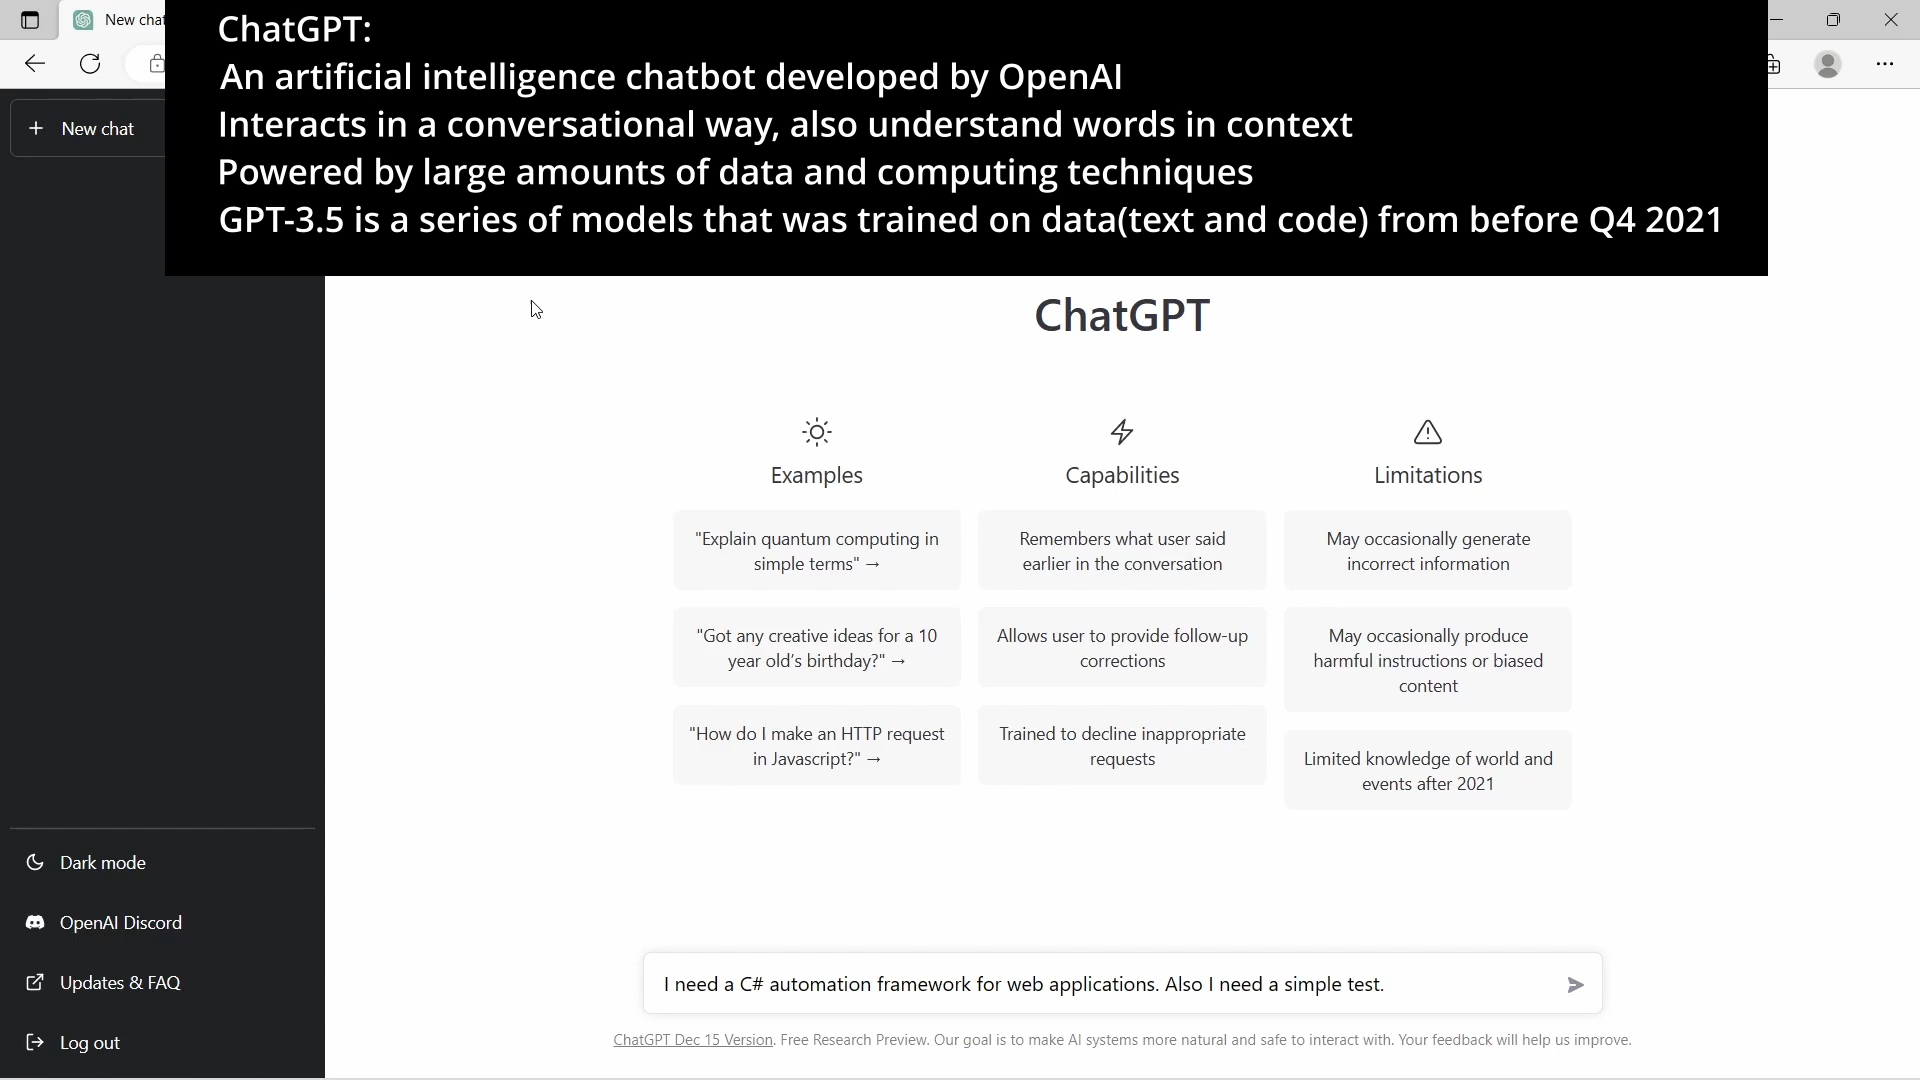 New chat
ChatGPT:
An artificial intelligence chatbot developed by OpenAI
Interacts in a conversational way, also understand words in context
Powered by large amounts of data and computing techniques
GPT-3.5 is a series of models that was trained on data(text and code) from before Q4 2021
+ New chat
ChatGPT
Examples
"Explain quantum computing in
simple terms" →
"Got any creative ideas for a 10
year old's birthday?" →
"How do I make an HTTP request
in Javascript?" →
Capabilities
Remembers what user said
earlier in the conversation
Allows user to provide follow-up
corrections
Trained to decline inappropriate
requests
Limitations
May occasionally generate
incorrect information
May occasionally produce
harmful instructions or biased
content
Limited knowledge of world and
events after 2021
Dark mode
OpenAI Discord
Updates & FAQ
Log out
I need a C# automation framework for web applications. Also I need a simple test.
ChatGPT Dec 15 Version. Free Research Preview. Our goal is to make AI systems more natural and safe to interact with. Your feedback will help us improve.